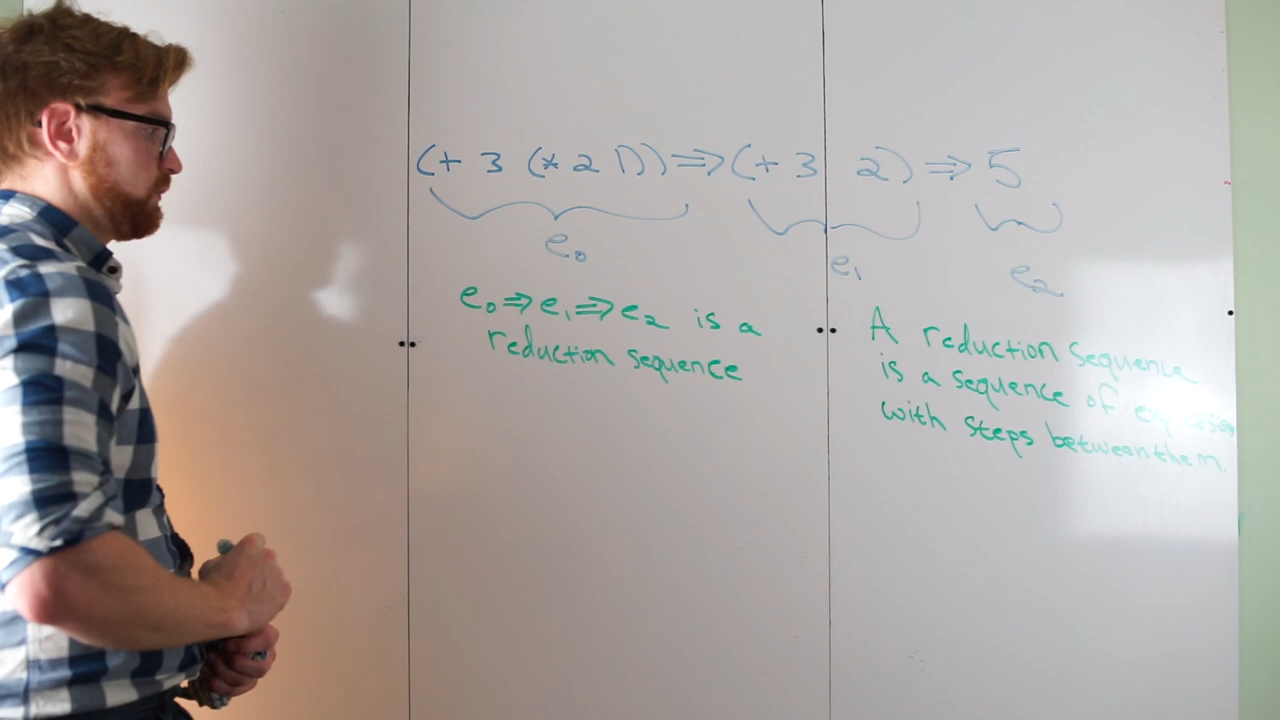 (+ 3 (* 2 1)) ⇒ (+ 3 2) ⇒ 5
e₀ e₁ e₂
e₀ ⇒ e₁ ⇒ e₂ is a
reduction sequence
A reduction sequence
is a sequence of
with steps between them.